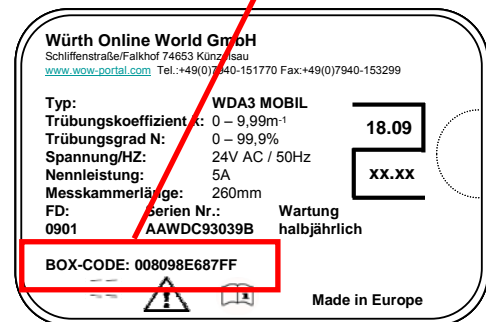 Würth Online World GmbH
Schliffenstraße/Falkhof 74653 Künzelsau
www.wow-portal.com Tel.:+49(0)7940-151770 Fax:+49(0)7940-153299
Typ: WDA3 MOBIL
Trübungskoeffizient k: 0 – 9,99m-1
Trübungsgrad N: 0 – 99,9%
Spannung/HZ: 24V AC / 50Hz
Nennleistung: 5A
Messkammerlänge: 260mm
18.09
xx.xx
FD: Serien Nr.: Wartung
0901 AAWDC93039B halbjährlich
BOX-CODE: 008098E687FF
Made in Europe